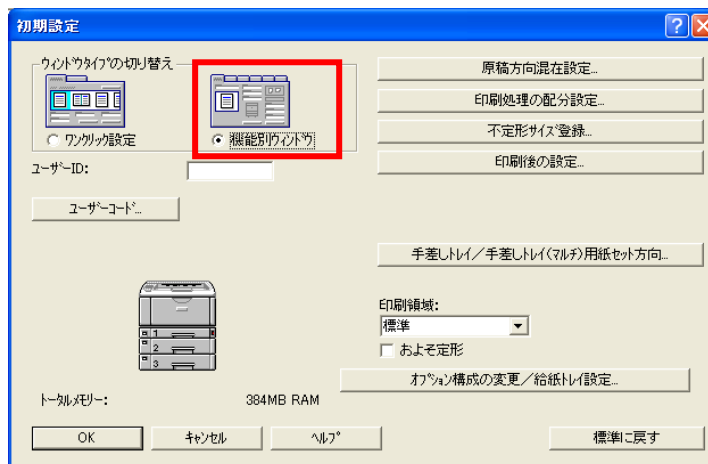 初期設定
ウィンドウタイプの切り替え
ワンクリック設定
機能別ウィンドウ
原稿方向混在設定...
印刷処理の配分設定...
不定形サイズ登録...
印刷後の設定...
ユーザーID:
ユーザーコード...
手差しトレイ/手差しトレイ(マルチ)用紙セット方向...
印刷領域:
標準
およそ定形
オプション構成の変更/給紙トレイ設定...
1
2
3
トータルメモリー: 384MB RAM
OK キャンセル ヘルプ 標準に戻す